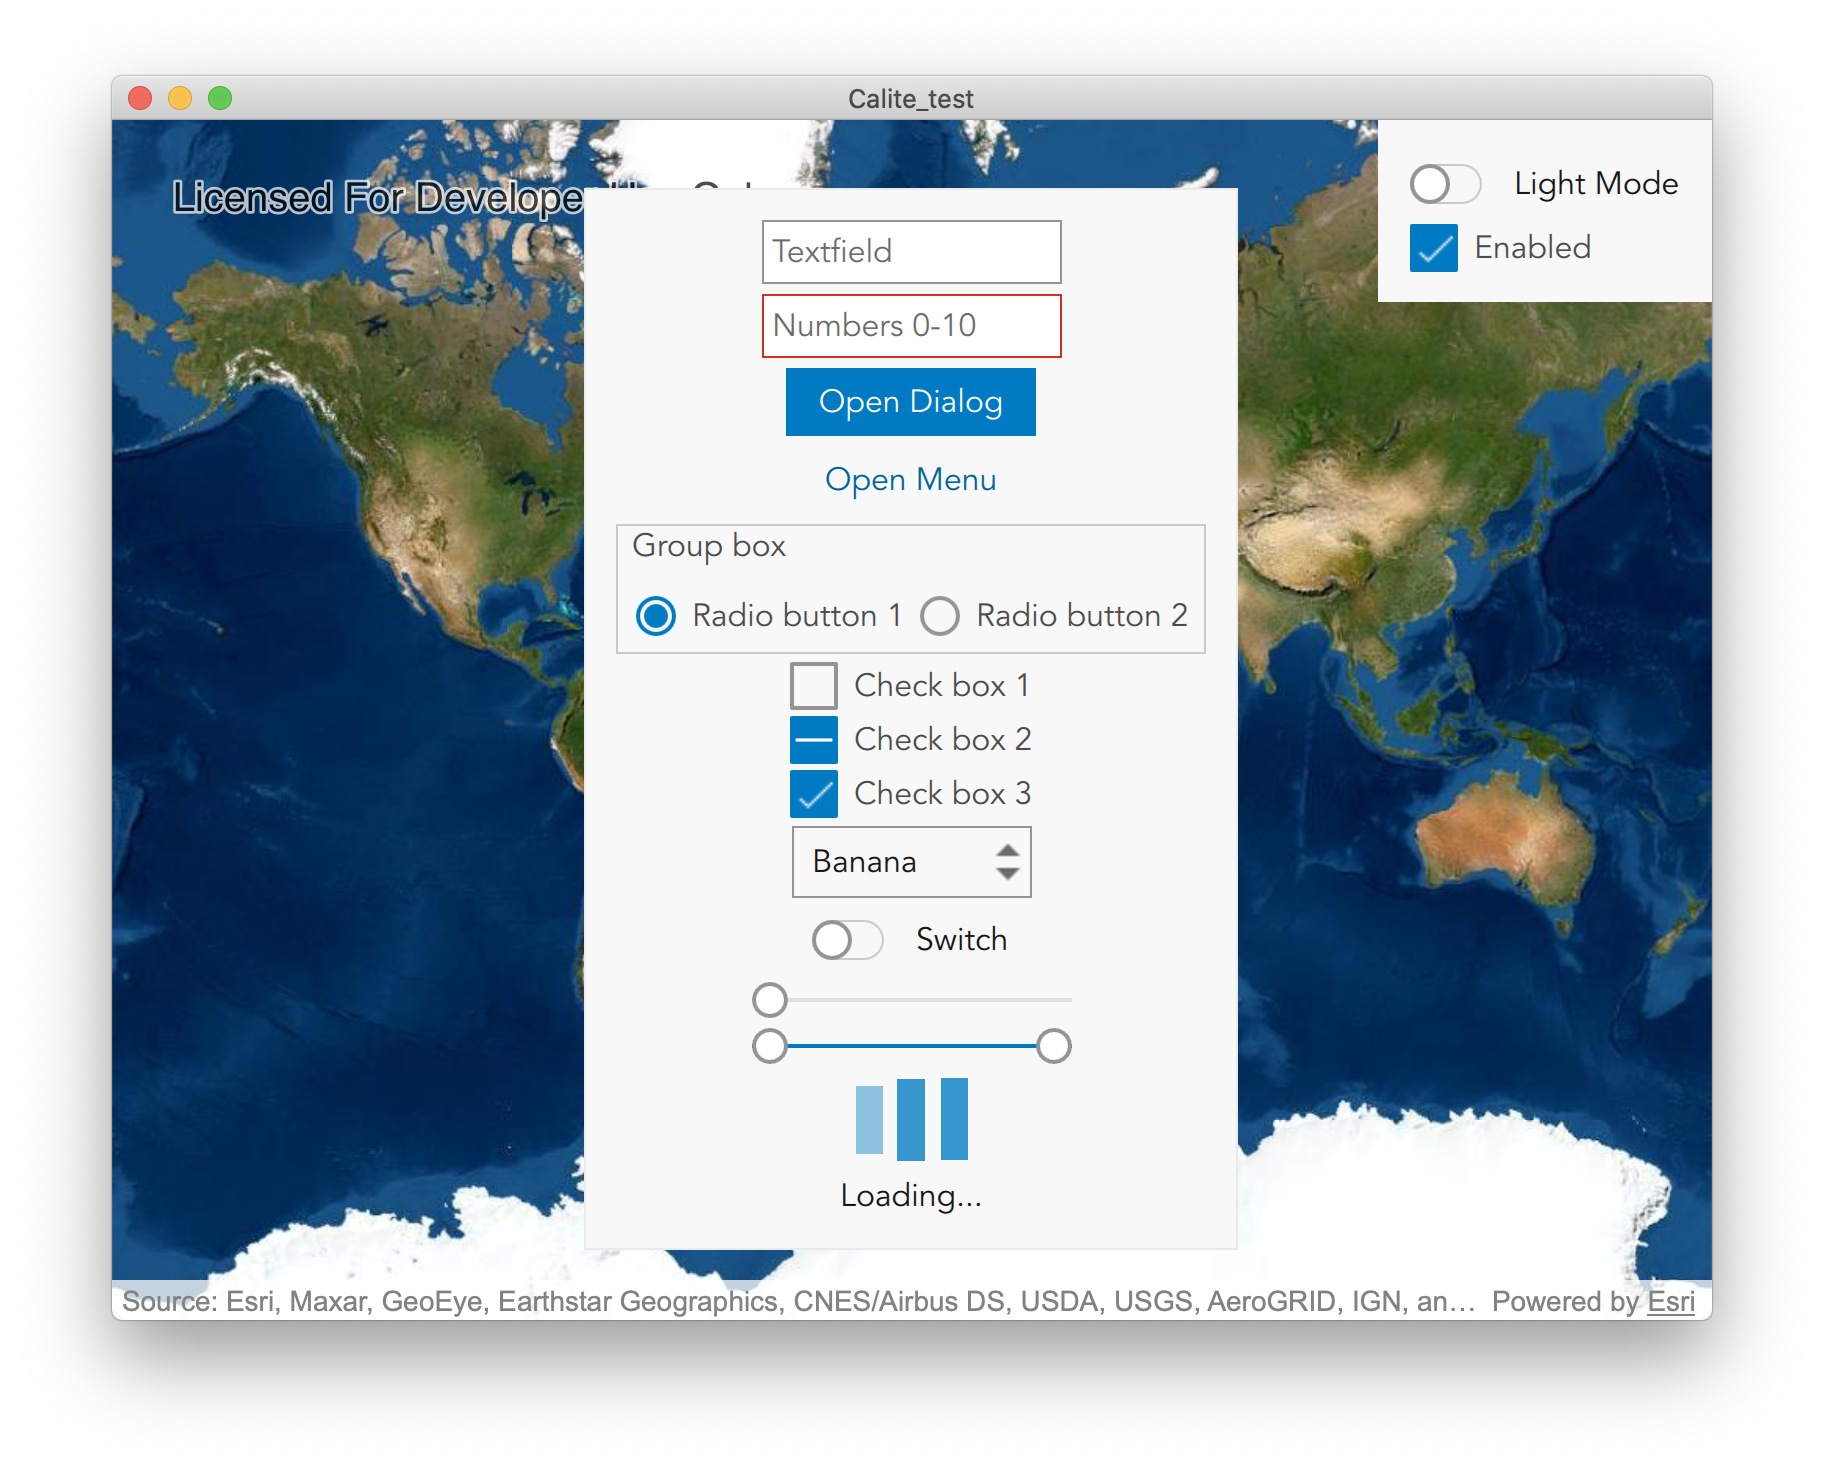 Calite_test
Licensed For Develope
Light Mode
Enabled
Textfield
Numbers 0-10
Open Dialog
Open Menu
Group box
Radio button 1
Radio button 2
Check box 1
Check box 2
Check box 3
Banana
Switch
Loading...
Source: Esri, Maxar, GeoEye, Earthstar Geographics, CNES/Airbus DS, USDA, USGS, AeroGRID, IGN, an... Powered by Esri